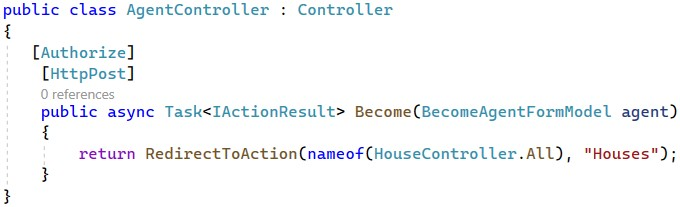 public class AgentController : Controller
{
[Authorize]
[HttpPost]
0 references
public async Task<IActionResult> Become(BecomeAgentFormModel agent)
{
return RedirectToAction(nameof(HouseController.All), "Houses");
}
}